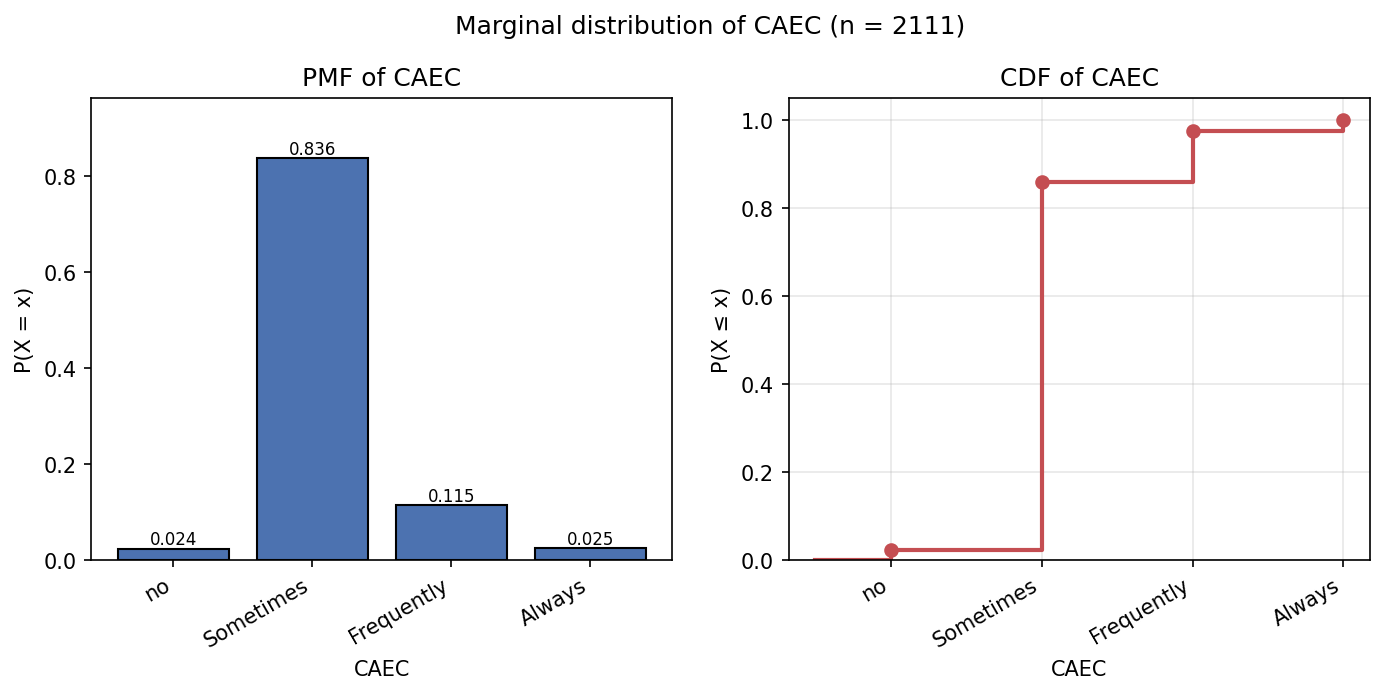 Marginal distribution of CAEC (n = 2111)
PMF of CAEC
P(X = x)
0.8
0.6
0.4
0.2
0.0
0.024
0.836
0.115
0.025
no
Sometimes
Frequently
Always
CAEC
CDF of CAEC
P(X ≤ x)
1.0
0.8
0.6
0.4
0.2
0.0
no
Sometimes
Frequently
Always
CAEC